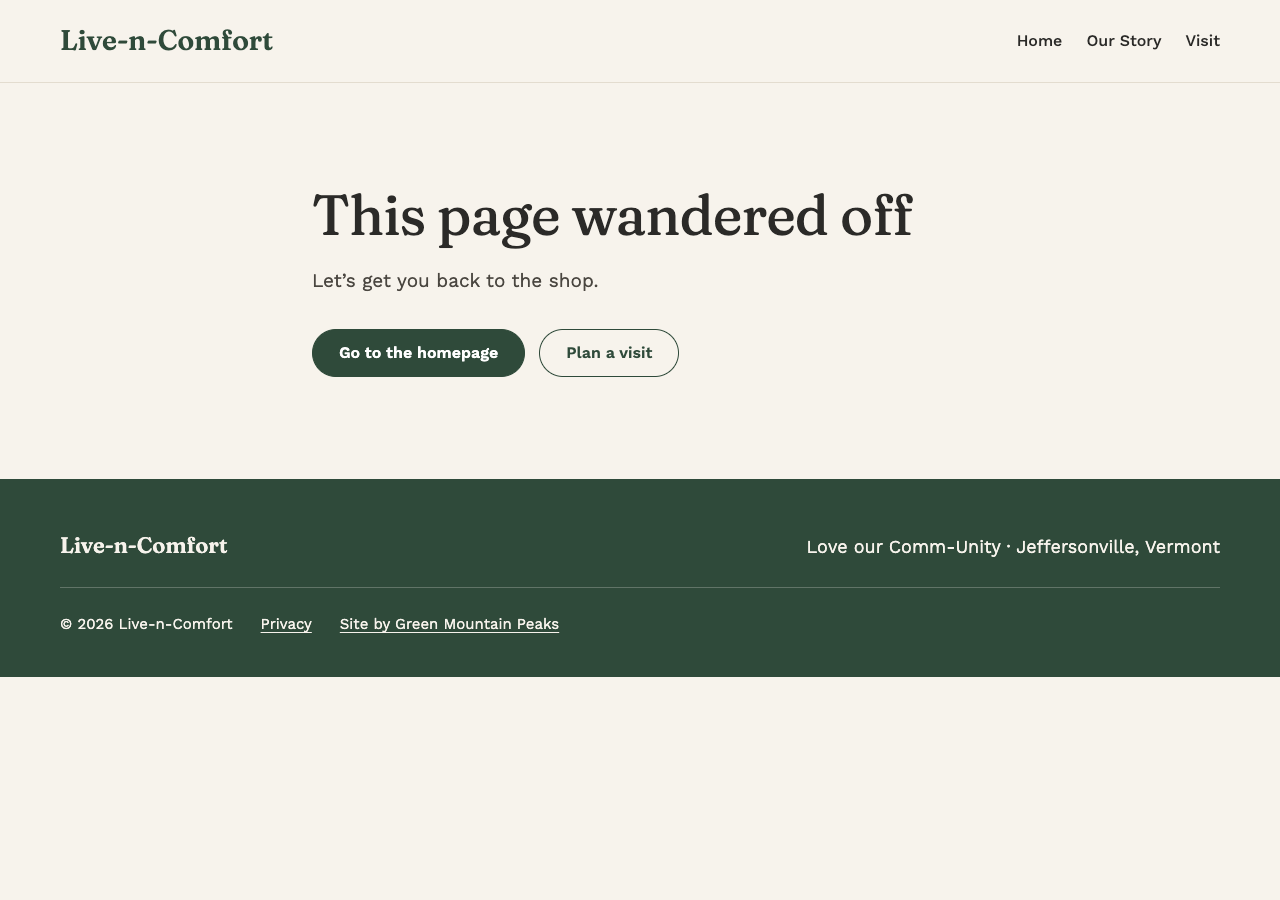 Live-n-Comfort
Home Our Story Visit
This page wandered off
Let’s get you back to the shop.
Go to the homepage Plan a visit
Live-n-Comfort
Love our Comm-Unity · Jeffersonville, Vermont
© 2026 Live-n-Comfort Privacy Site by Green Mountain Peaks